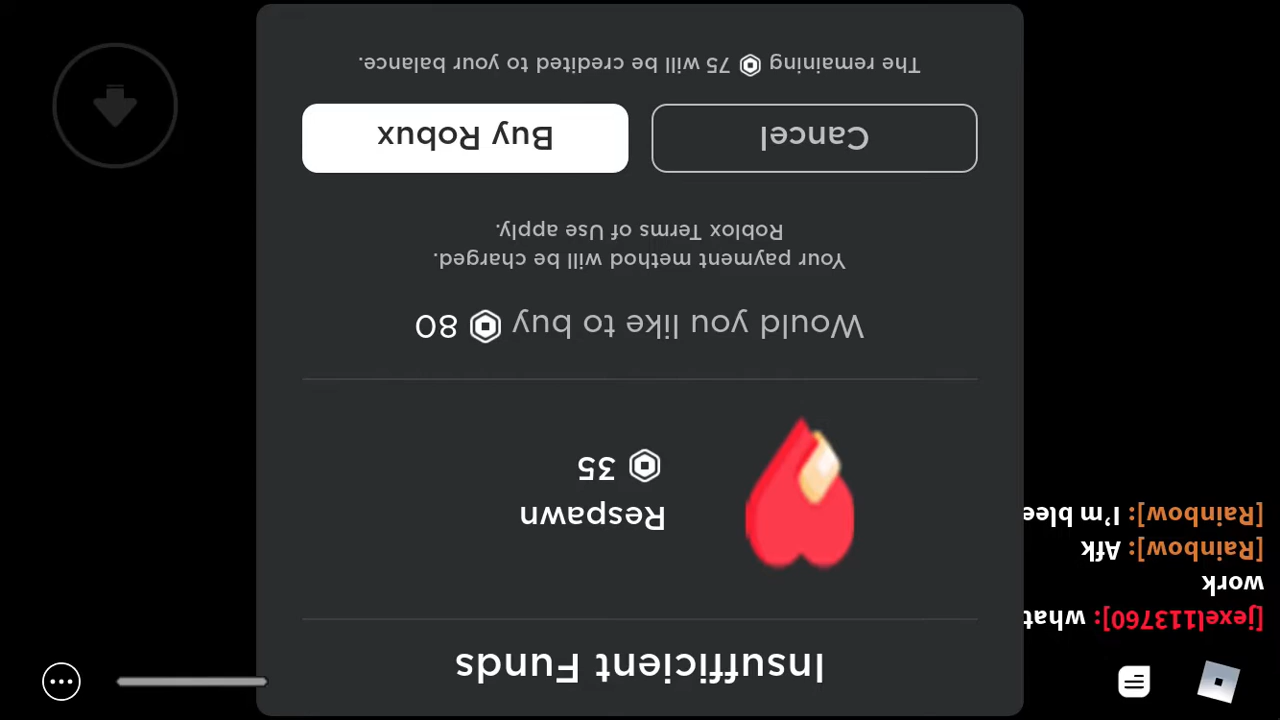 [jexel113760]: what
work
[Rainbow]: Afk
[Rainbow]: I'm blee
Insufficient Funds
Respawn
35
Would you like to buy 80
Your payment method will be charged.
Roblox Terms of Use apply.
Cancel
Buy Robux
The remaining 75 will be credited to your balance.